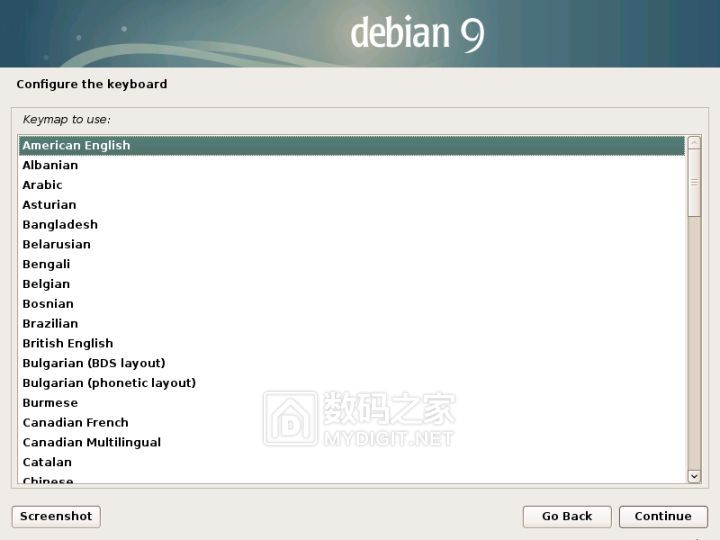 debian 9
Configure the keyboard
Keymap to use:
American English
Albanian
Arabic
Asturian
Bangladesh
Belarusian
Bengali
Belgian
Bosnian
Brazilian
British English
Bulgarian (BDS layout)
Bulgarian (phonetic layout)
Burmese
Canadian French
Canadian Multilingual
Catalan
Chinese
数码之家
MYDIGIT.NET
Screenshot
Go Back
Continue